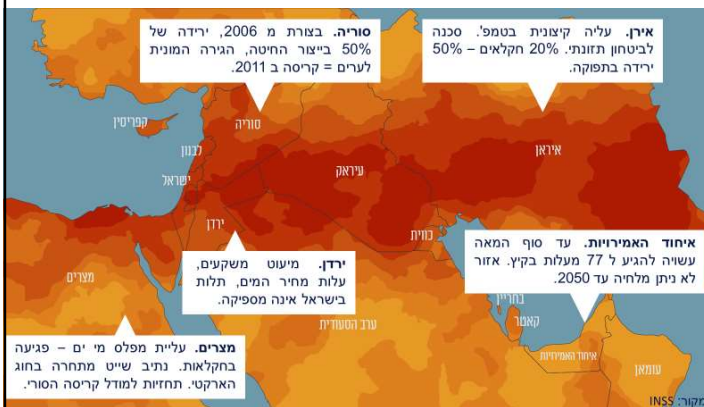 סוריה. בצורת מ 2006, ירידה של
50% בייצור החיטה, הגירה המונית
לערים = קריסה ב 2011.
אירן. עליה קיצונית בטמפ'. סכנה
לביטחון תזונתי. 20% חקלאים – 50%
ירידה בתפוקה.
קפריסין
סוריה
לבנון
ישראל
עיראק
איראן
ירדן
כווית
מצרים
ירדן. מיעוט משקעים,
עלות מחיר המים, תלות
בישראל אינה מספיקה.
איחוד האמירויות. עד סוף המאה
עשויה להגיע ל 77 מעלות בקיץ. אזור
לא ניתן מלחיה עד 2050.
בחריין
קאטר
ערב הסעודית
איחוד האמירויות
עומאן
מצרים. עליית מפלס מי ים – פגיעה
בחקלאות. נתיב שייט מתחרה בחוג
הארקטי. תחזיות למודל קריסה הסורי.
מקור: INSS